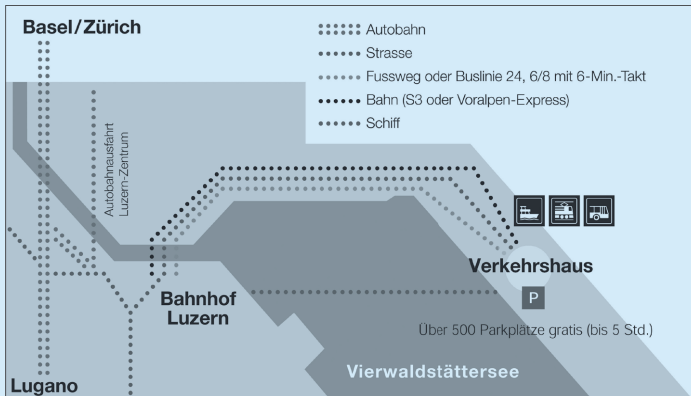 Basel/Zürich
Autobahn
Strasse
Fussweg oder Buslinie 24, 6/8 mit 6-Min.-Takt
Bahn (S3 oder Voralpen-Express)
Schiff
Autobahnausfahrt
Luzern-Zentrum
Verkehrshaus
Bahnhof
Luzern
P
Über 500 Parkplätze gratis (bis 5 Std.)
Vierwaldstättersee
Lugano